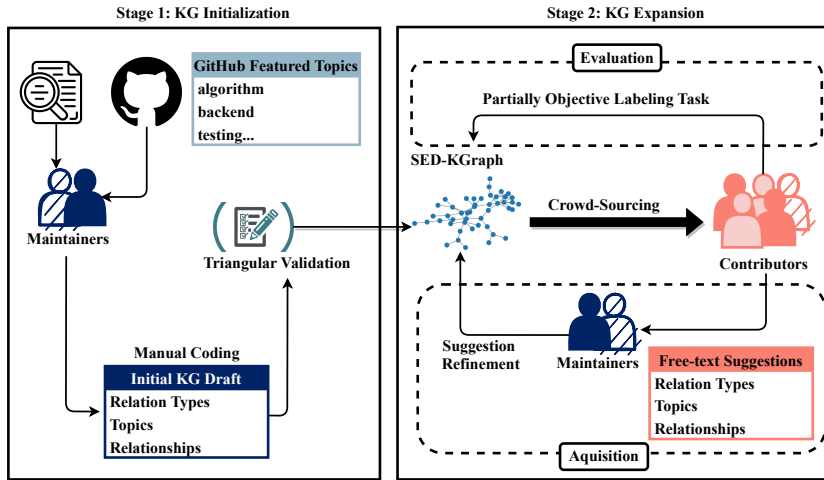 Stage 1: KG Initialization
GitHub Featured Topics
algorithm
backend
testing...
Maintainers
Triangular Validation
Manual Coding
Initial KG Draft
Relation Types
Topics
Relationships
Stage 2: KG Expansion
Evaluation
Partially Objective Labeling Task
SED-KGraph
Crowd-Sourcing
Contributors
Suggestion
Refinement
Maintainers
Free-text Suggestions
Relation Types
Topics
Relationships
Aquisition